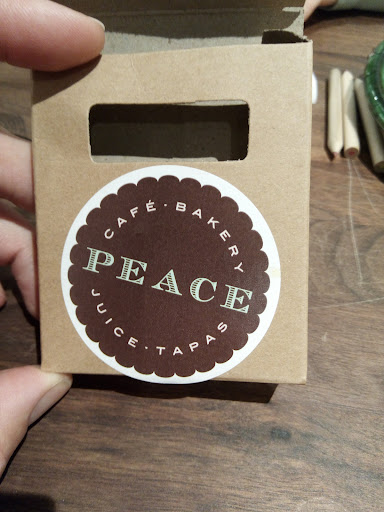 CAFÉ · BAKERY
PEACE
JUICE · TAPAS